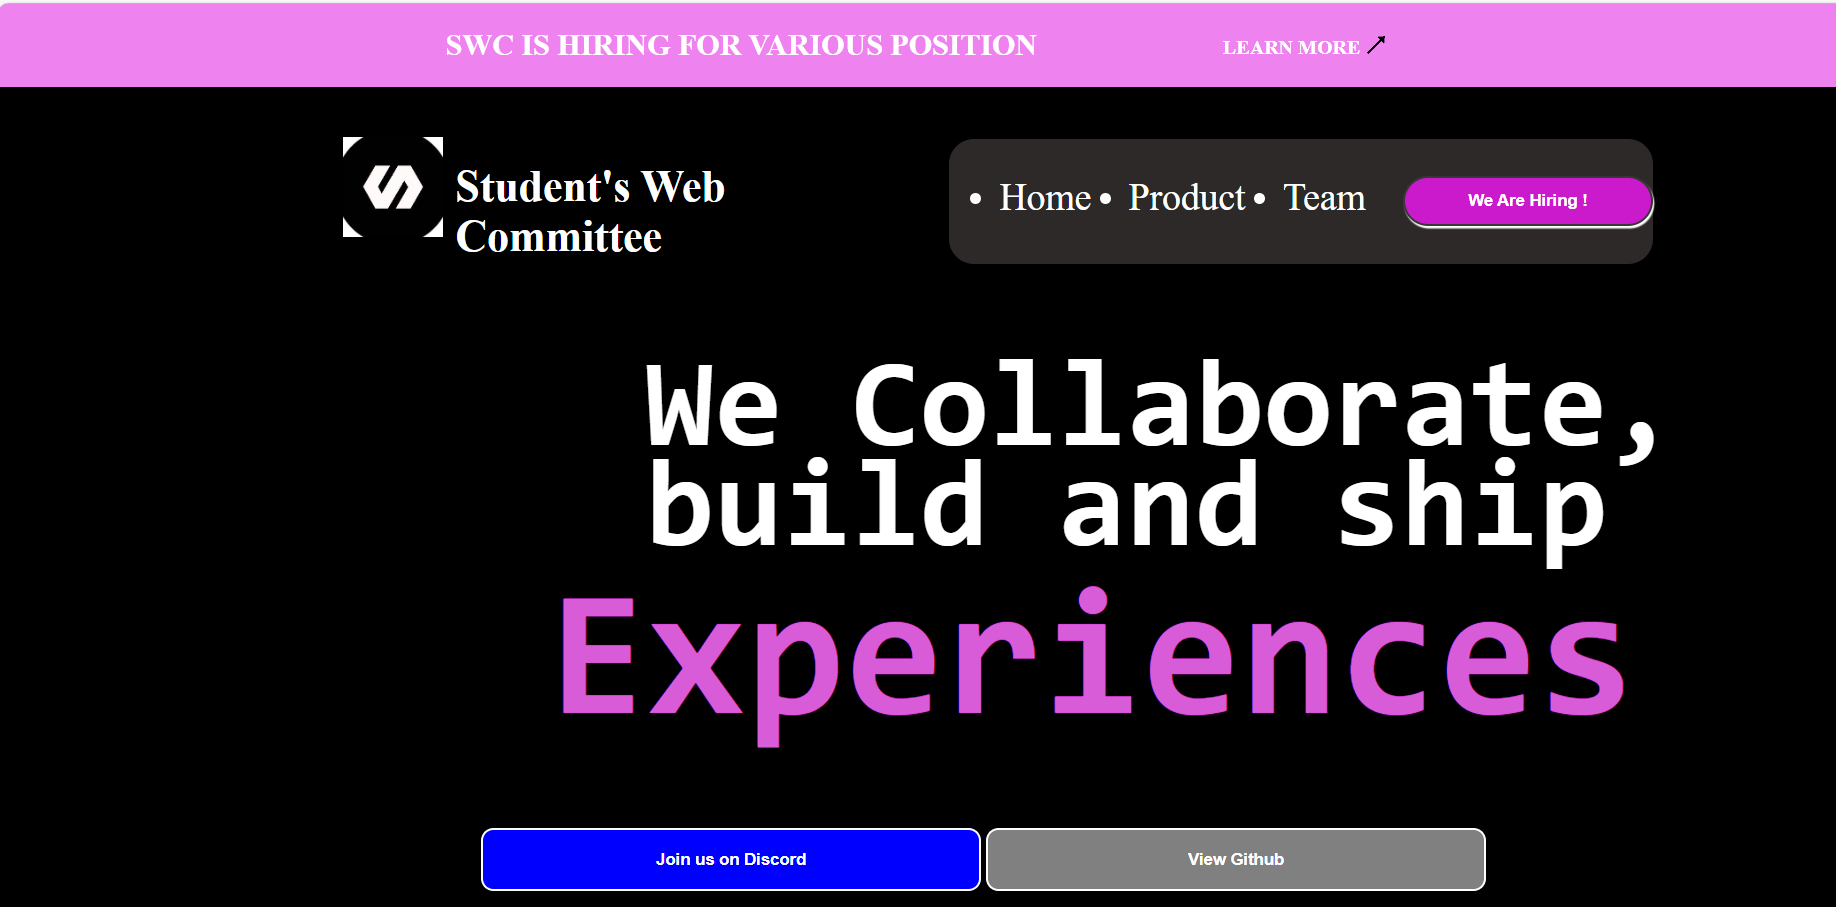 SWC IS HIRING FOR VARIOUS POSITION
LEARN MORE
Student's Web
Committee
Home
Product
Team
We Are Hiring !
We Collaborate,
build and ship
Experiences
Join us on Discord
View Github